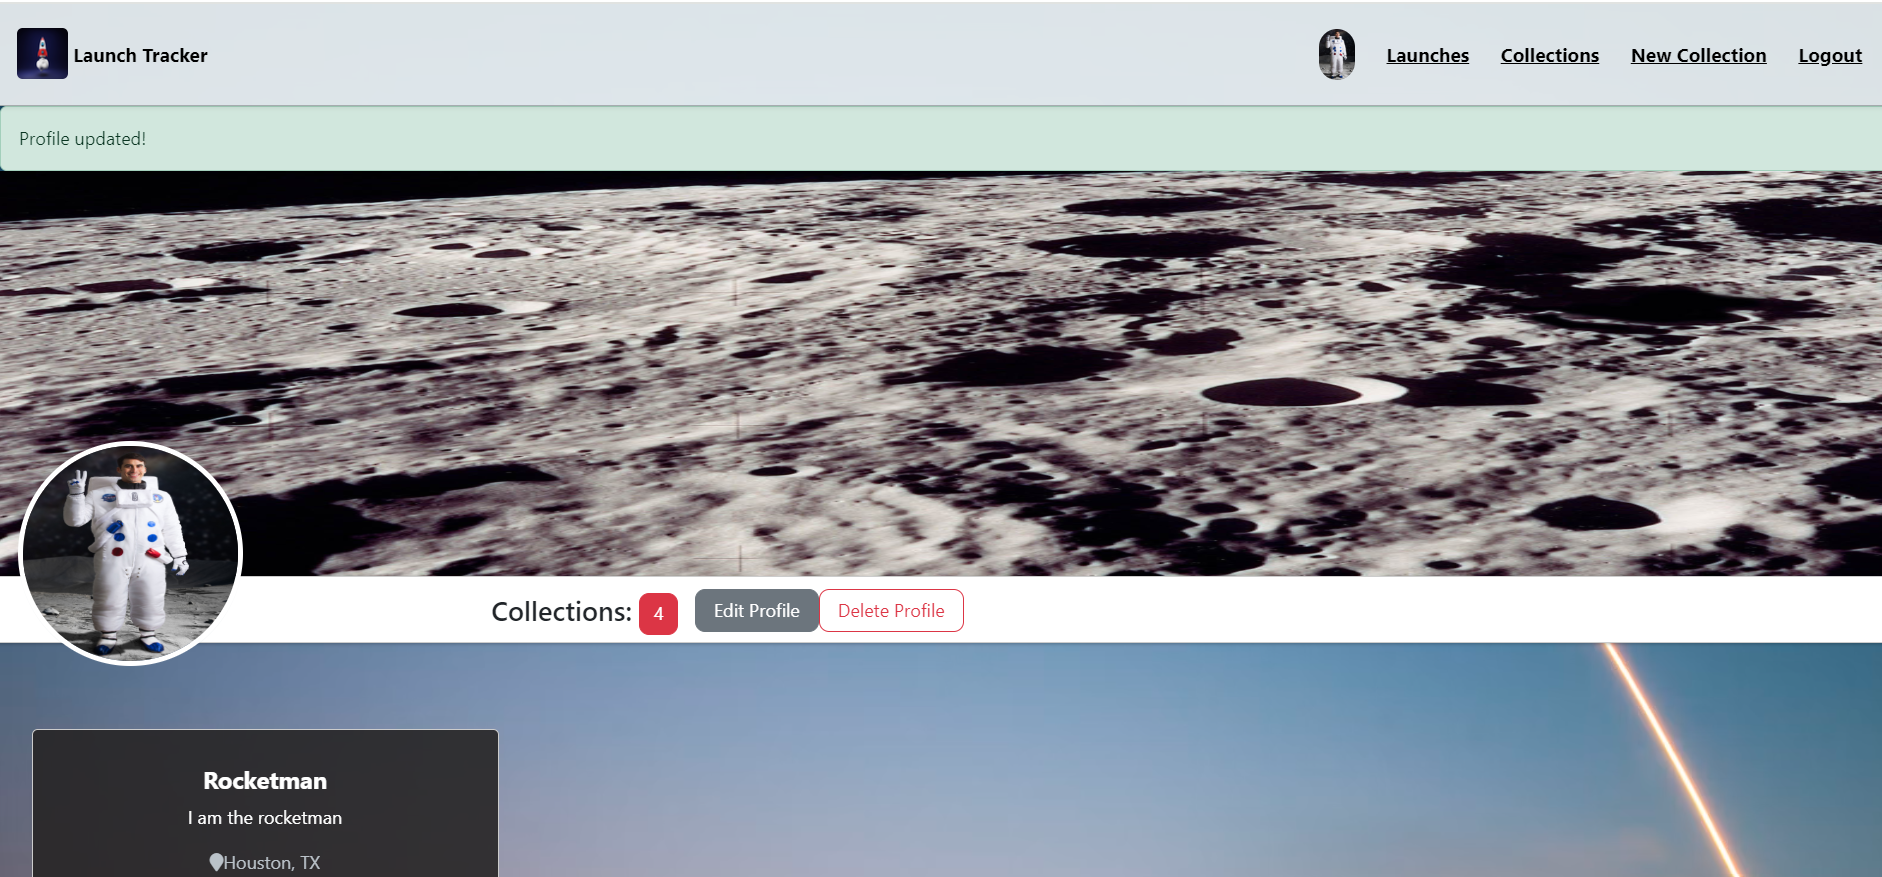 Launch Tracker Launches Collections New Collection Logout
Profile updated!
Collections: 4 Edit Profile Delete Profile
Rocketman
I am the rocketman
Houston, TX